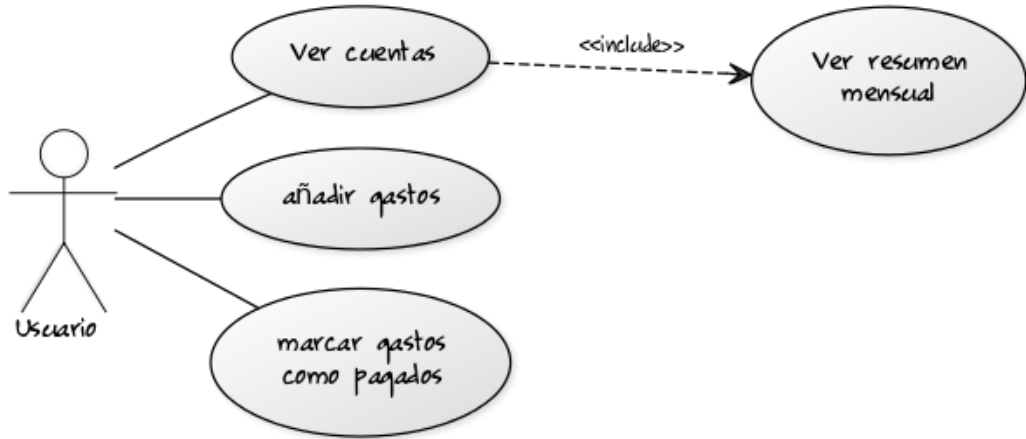 Ver cuentas
<<include>>
Ver resumen
mensual
añadir gastos
Usuario
marcar gastos
como pagados